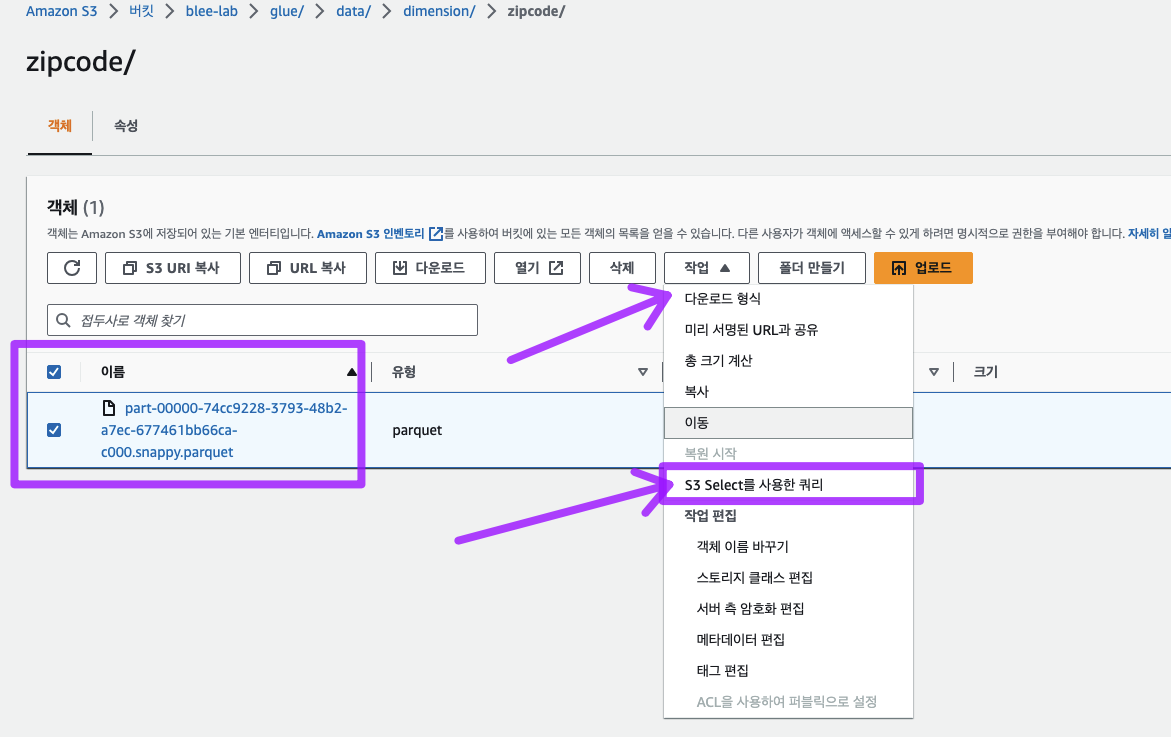 Amazon S3 > 버킷 > blee-lab > glue/ > data/ > dimension/ > zipcode/
zipcode/
객체 속성
객체 (1)
객체는 Amazon S3에 저장되어 있는 기본 엔터티입니다. Amazon S3 인벤토리 를 사용하여 버킷에 있는 모든 객체의 목록을 얻을 수 있습니다. 다른 사용자가 객체에 액세스할 수 있게 하려면 명시적으로 권한을 부여해야 합니다. 자세히
S3 URI 복사 URL 복사 다운로드 열기 삭제 작업 폴더 만들기 업로드
접두사로 객체 찾기
이름 유형 크기
part-00000-74cc9228-3793-48b2-
a7ec-677461bb66ca-
c000.snappy.parquet
parquet
다운로드 형식
미리 서명된 URL과 공유
총 크기 계산
복사
이동
복원 시작
S3 Select를 사용한 쿼리
작업 편집
객체 이름 바꾸기
스토리지 클래스 편집
서버 측 암호화 편집
메타데이터 편집
태그 편집
ACL을 사용하여 퍼블릭으로 설정